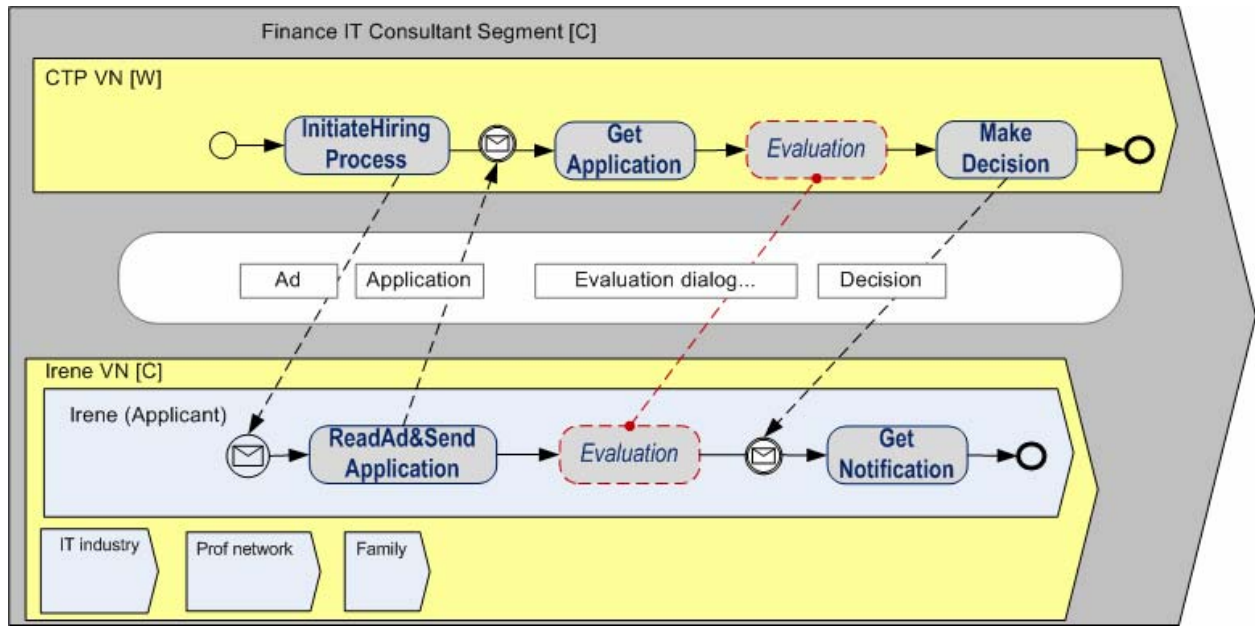 Finance IT Consultant Segment [C]
CTP VN [W]
InitiateHiring
Process
Get
Application
Evaluation
Make
Decision
Ad
Application
Evaluation dialog...
Decision
Irene VN [C]
Irene (Applicant)
ReadAd&Send
Application
Evaluation
Get
Notification
IT industry
Prof network
Family